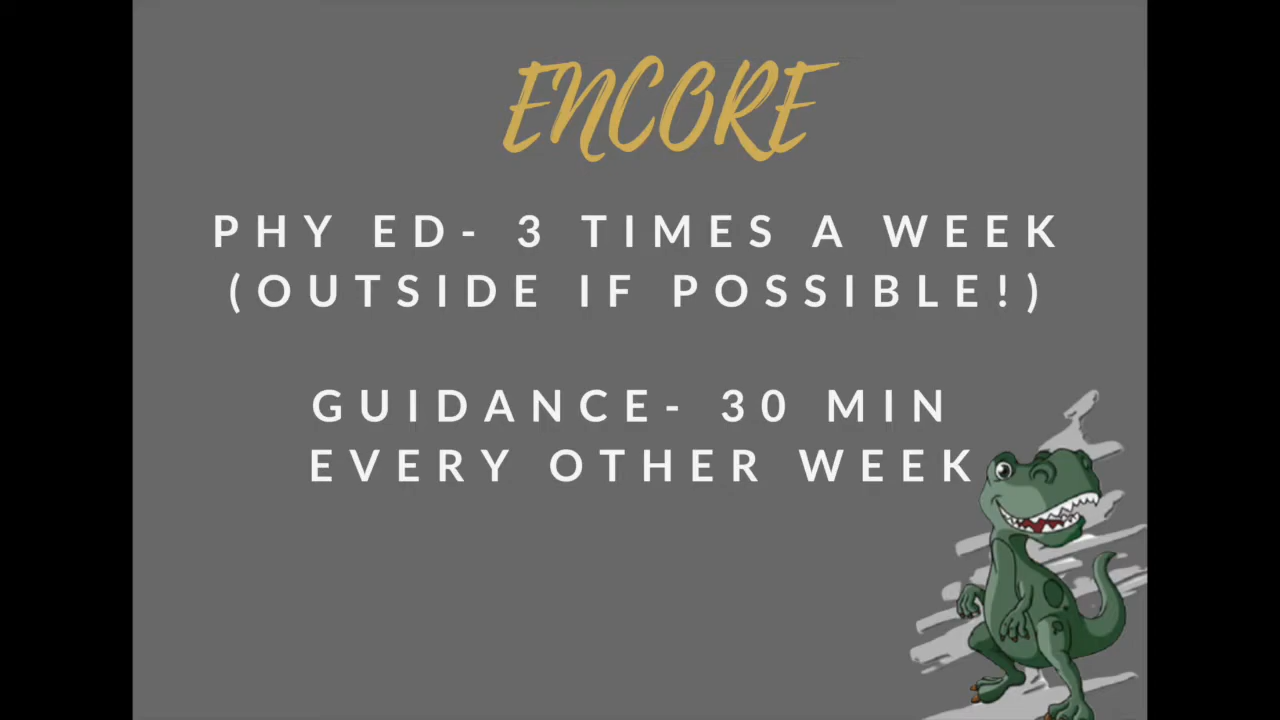 ENCORE
PHY ED- 3 TIMES A WEEK
(OUTSIDE IF POSSIBLE!)
GUIDANCE- 30 MIN
EVERY OTHER WEEK